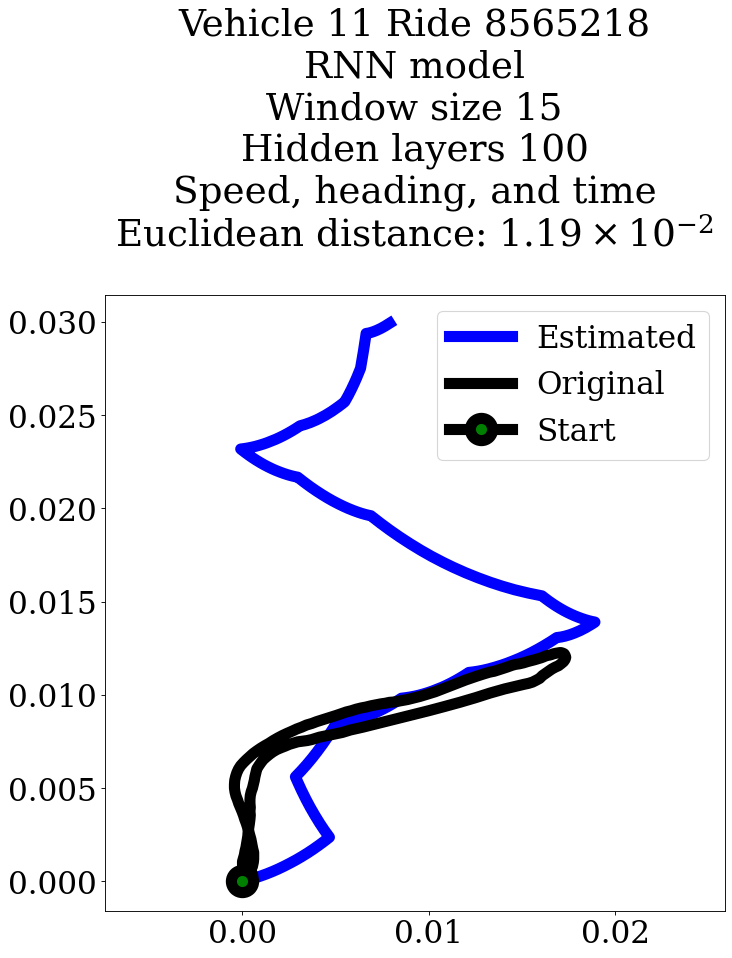 Vehicle 11 Ride 8565218
RNN model
Window size 15
Hidden layers 100
Speed, heading, and time
Euclidean distance: 1.19 × 10⁻²
0.030
0.025
0.020
0.015
0.010
0.005
0.000
Estimated
Original
Start
0.00 0.01 0.02